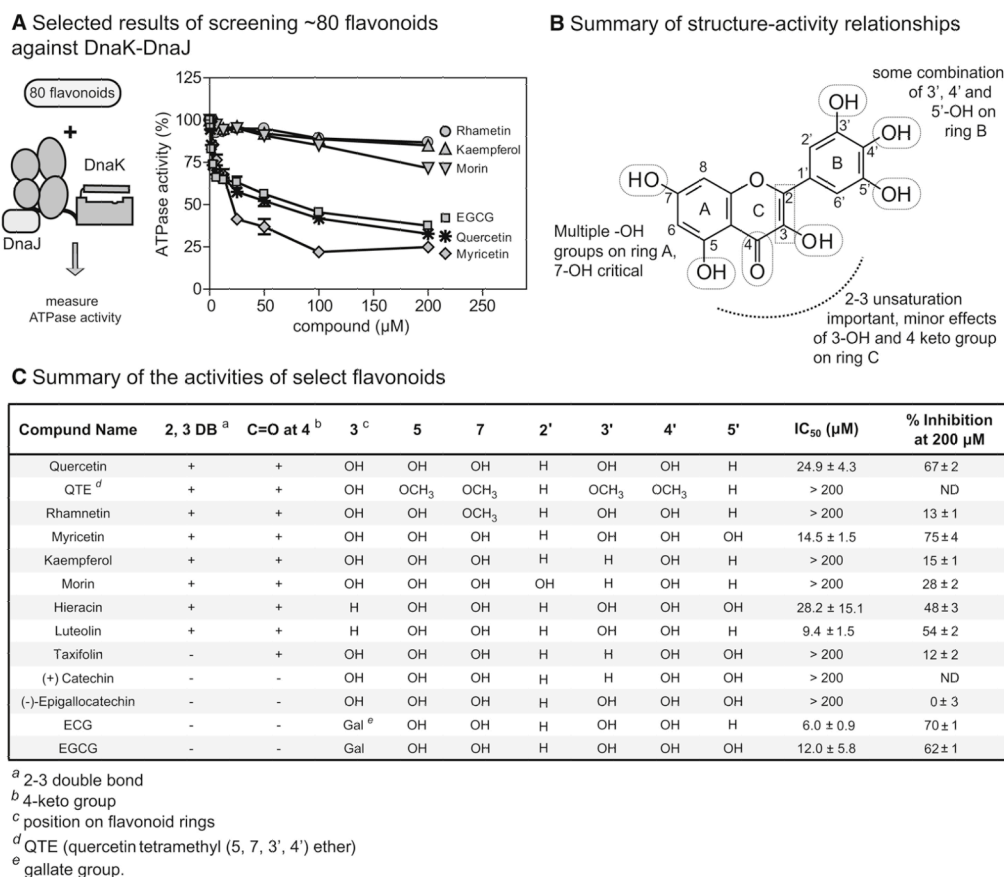 A Selected results of screening ~80 flavonoids
against DnaK-DnaJ
80 flavonoids
+
DnaK
DnaJ
measure
ATPase activity
ATPase activity (%)
125
100
75
50
25
0
0 50 100 150 200 250
compound (µM)
Rhametin
Kaempferol
Morin
EGCG
Quercetin
Myricetin
B Summary of structure-activity relationships
some combination
of 3', 4' and
5'-OH on
ring B
OH
3'
2'
OH
4'
B
1'
5'
OH
6'
HO
8
7
O
2
A
C
6
3
OH
5
4
OH
O
Multiple -OH
groups on ring A,
7-OH critical
2-3 unsaturation
important, minor effects
of 3-OH and 4 keto group
on ring C
C Summary of the activities of select flavonoids
Compund Name 2, 3 DB a C=O at 4 b 3 c 5 7 2' 3' 4' 5' IC50 (µM) % Inhibition
at 200 µM
Quercetin + + OH OH OH H OH OH H 24.9 ± 4.3 67± 2
QTE d + + OH OCH3 OCH3 H OCH3 OCH3 H > 200 ND
Rhamnetin + + OH OH OCH3 H OH OH H > 200 13 ± 1
Myricetin + + OH OH OH H OH OH OH 14.5 ± 1.5 75± 4
Kaempferol + + OH OH OH H H OH H > 200 15 ± 1
Morin + + OH OH OH OH H OH H > 200 28 ± 2
Hieracin + + H OH OH H OH OH OH 28.2 ± 15.1 48± 3
Luteolin + + H OH OH H OH OH H 9.4 ± 1.5 54 ± 2
Taxifolin - + OH OH OH H H OH OH > 200 12 ± 2
(+) Catechin - - OH OH OH H H OH OH > 200 ND
(-)-Epigallocatechin - - OH OH OH H OH OH OH > 200 0± 3
ECG - - Gal e OH OH H OH OH H 6.0 ± 0.9 70± 1
EGCG - - Gal OH OH H OH OH OH 12.0 ± 5.8 62± 1
a 2-3 double bond
b 4-keto group
c position on flavonoid rings
d QTE (quercetin tetramethyl (5, 7, 3', 4') ether)
e gallate group.